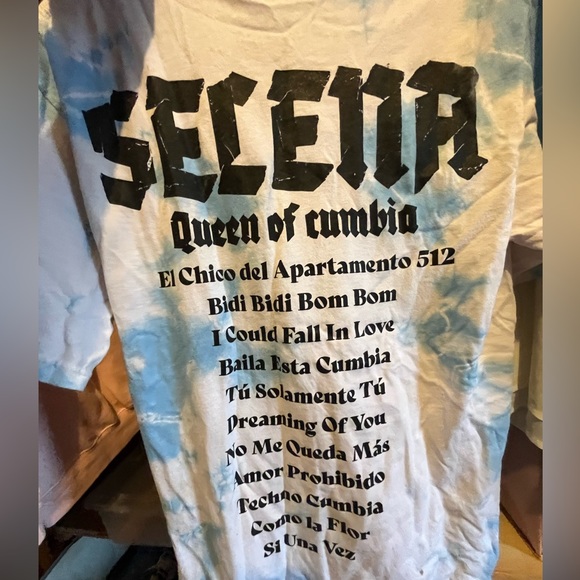 SELENA
Queen of cumbia
El Chico del Apartamento 512
Bidi Bidi Bom Bom
I Could Fall In Love
Baila Esta Cumbia
Tú Solamente Tú
Dreaming Of You
No Me Queda Más
Amor Prohibido
Techno Cumbia
Como la Flor
Si Una Vez